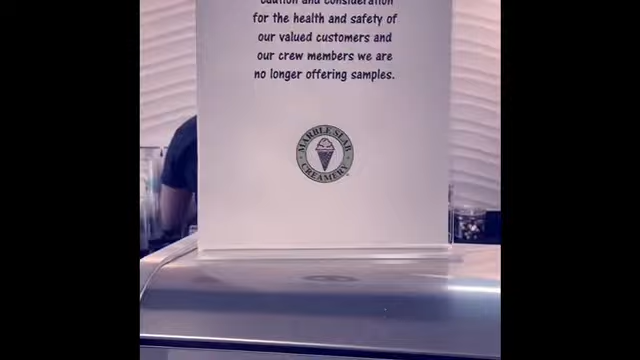 caution and consideration
for the health and safety of
our valued customers and
our crew members we are
no longer offering samples.
MARBLE SLAB
CREAMERY